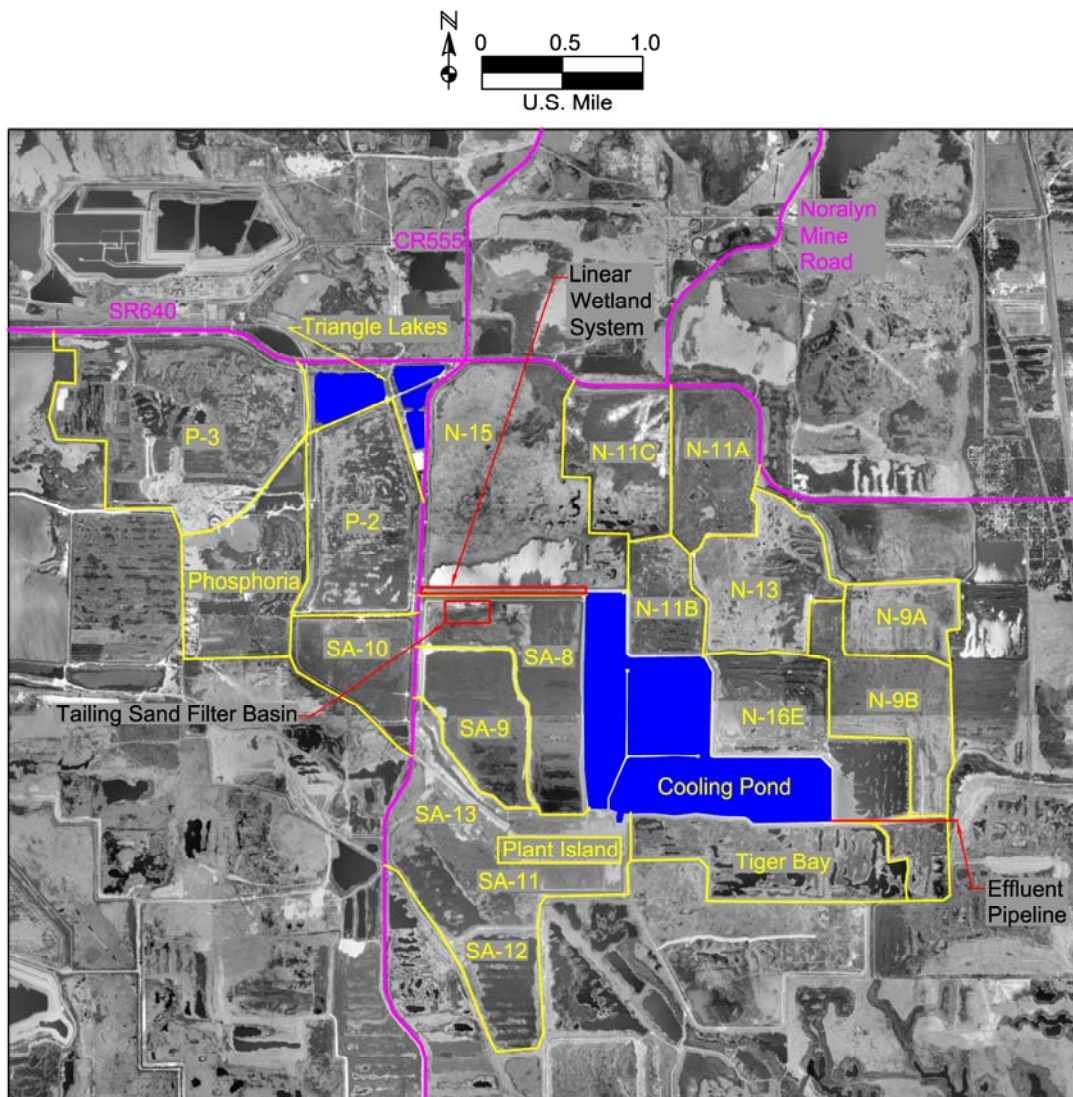 N
0 0.5 1.0
U.S. Mile
Noralyn
Mine
Road
CR555
Linear
Wetland
System
SR640
Triangle Lakes
P-3
N-15
N-11C
N-11A
P-2
Phosphoria
N-11B
N-13
N-9A
SA-10
SA-8
Tailing Sand Filter Basin
SA-9
N-16E
N-9B
Cooling Pond
SA-13
Plant Island
Tiger Bay
SA-11
Effluent
Pipeline
SA-12